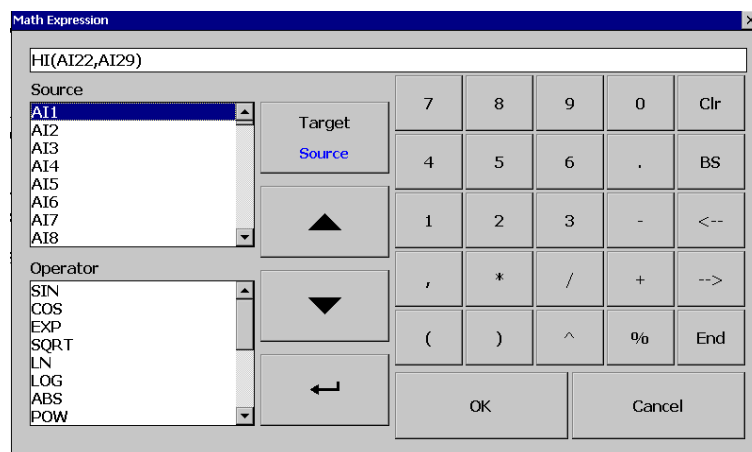 Math Expression
HI(AI22,AI29)
Source
AI1
AI2
AI3
AI4
AI5
AI6
AI7
AI8
Operator
SIN
COS
EXP
SQRT
LN
LOG
ABS
POW
Target
Source
7 8 9 0 Clr
4 5 6 . BS
1 2 3 - <--
, * / + -->
( ) ^ % End
OK Cancel